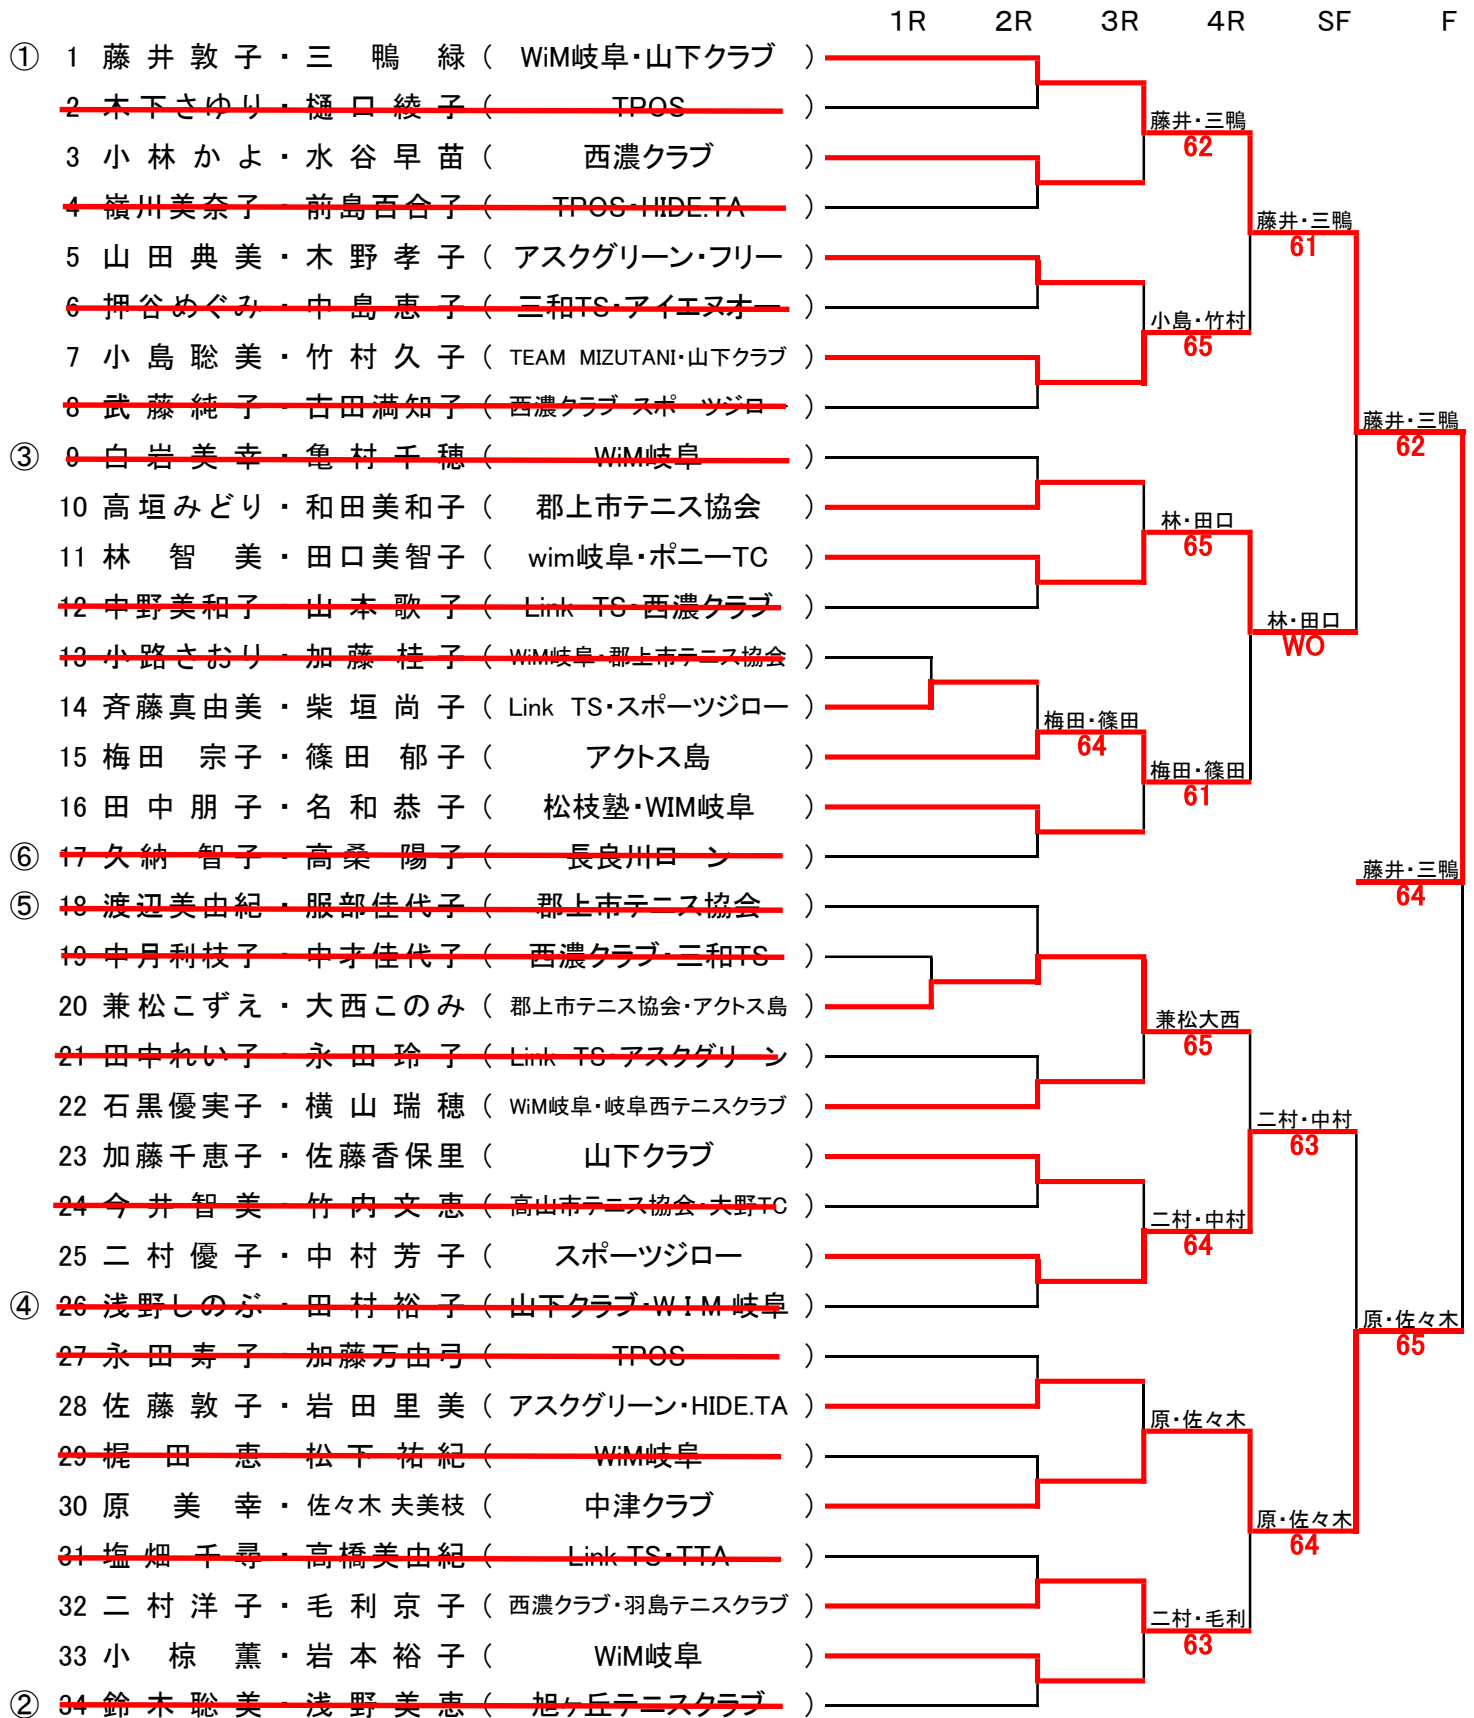 1R 2R 3R 4R SF F
① 1 藤井敦子・三鴨緑（ WiM岐阜・山下クラブ ）
2 木下さゆり・樋口綾子（ TPOS ）
藤井・三鴨
62
3 小林かよ・水谷早苗（ 西濃クラブ ）
4 嶺川美奈子・前島百合子（ TPOS・HIDE.TA ）
藤井・三鴨
61
5 山田典美・木野孝子（ アスクグリーン・フリー ）
6 押谷めぐみ・中島恵子（ 三和TS・アイエヌオー ）
小島・竹村
65
7 小島聡美・竹村久子（ TEAM MIZUTANI・山下クラブ ）
8 武藤純子・吉田満知子（ 西濃クラブ・スポーツジロー ）
藤井・三鴨
62
③ 9 白岩美幸・亀村千穂（ WiM岐阜 ）
10 高垣みどり・和田美和子（ 郡上市テニス協会 ）
林・田口
65
11 林智美・田口美智子（ wim岐阜・ポニーTC ）
12 中野美和子・山本歌子（ Link TS・西濃クラブ ）
林・田口
WO
13 小路さおり・加藤桂子（ WiM岐阜・郡上市テニス協会 ）
14 斉藤真由美・柴垣尚子（ Link TS・スポーツジロー ）
梅田・篠田
64
15 梅田宗子・篠田郁子（ アクトス島 ）
梅田・篠田
61
16 田中朋子・名和恭子（ 松枝塾・WIM岐阜 ）
⑥ 17 久納智子・高桑陽子（ 長良川ローン ）
藤井・三鴨
64
⑤ 18 渡辺美由紀・服部佳代子（ 郡上市テニス協会 ）
19 中月利枝子・中才佳代子（ 西濃クラブ・三和TS ）
20 兼松こずえ・大西このみ（ 郡上市テニス協会・アクトス島 ）
兼松大西
65
21 田中れい子・永田玲子（ Link TS・アスクグリーン ）
22 石黒優実子・横山瑞穂（ WiM岐阜・岐阜西テニスクラブ ）
二村・中村
63
23 加藤千恵子・佐藤香保里（ 山下クラブ ）
24 今井智美・竹内文恵（ 高山市テニス協会・大野TC ）
二村・中村
64
25 二村優子・中村芳子（ スポーツジロー ）
④ 26 浅野しのぶ・田村裕子（ 山下クラブ・W I M 岐阜 ）
原・佐々木
65
27 永田寿子・加藤万由弓（ TPOS ）
28 佐藤敦子・岩田里美（ アスクグリーン・HIDE.TA ）
原・佐々木
29 梶田恵・松下祐紀（ WiM岐阜 ）
30 原美幸・佐々木 夫美枝（ 中津クラブ ）
原・佐々木
64
31 塩畑千尋・高橋美由紀（ Link TS・TTA ）
32 二村洋子・毛利京子（ 西濃クラブ・羽島テニスクラブ ）
二村・毛利
63
33 小椋薫・岩本裕子（ WiM岐阜 ）
② 34 鈴木聡美・浅野美恵（ 旭ヶ丘テニスクラブ ）